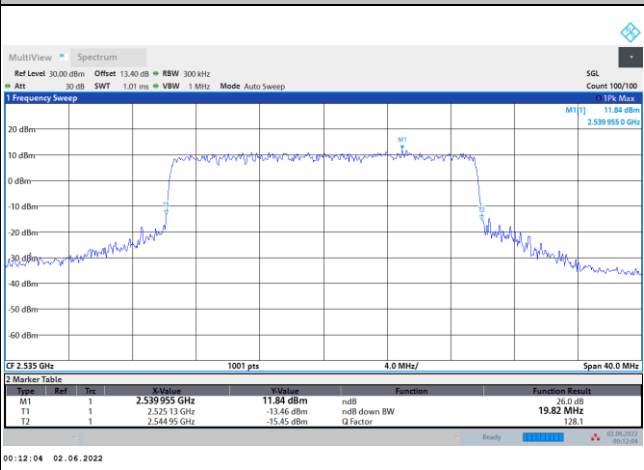 MultiView Spectrum
Ref Level 30.00 dBm Offset 13.40 dB RBW 300 kHz SGL
Att 30 dB SWT 1.01 ms VBW 1 MHz Mode Auto Sweep Count 100/100
1 Frequency Sweep 1Pk Max
M1[1] 11.84 dBm
2.539 955 0 GHz
20 dBm
M1
10 dBm
0 dBm
T1
-10 dBm
T2
-20 dBm
-30 dBm
-40 dBm
-50 dBm
-60 dBm
CF 2.535 GHz 1001 pts 4.0 MHz/ Span 40.0 MHz
2 Marker Table
Type Ref Trc X-Value Y-Value Function Function Result
M1 1 2.539 955 GHz 11.84 dBm ndB 26.0 dB
T1 1 2.525 13 GHz -13.46 dBm ndB down BW 19.82 MHz
T2 1 2.544 95 GHz -15.45 dBm Q Factor 128.1
Ready 02.06.2022
00:12:04
00:12:04 02.06.2022